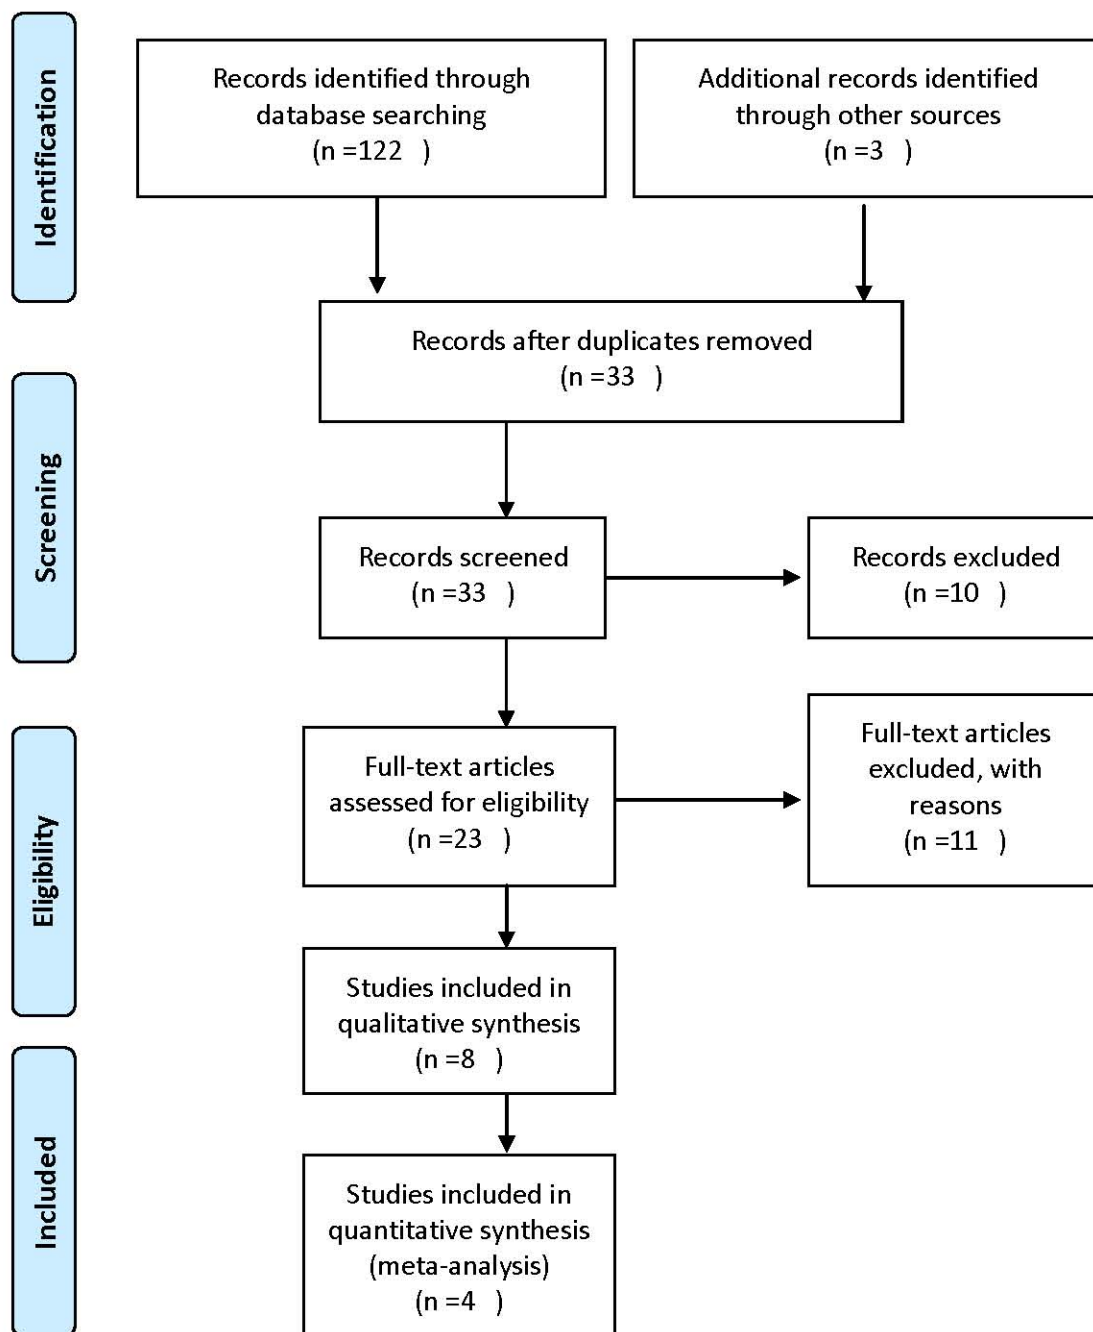 Identification
Records identified through
database searching
(n =122   )
Additional records identified
through other sources
(n =3   )
Records after duplicates removed
(n =33   )
Screening
Records screened
(n =33   )
Records excluded
(n =10   )
Eligibility
Full-text articles
assessed for eligibility
(n =23   )
Full-text articles
excluded, with
reasons
(n =11   )
Studies included in
qualitative synthesis
(n =8   )
Included
Studies included in
quantitative synthesis
(meta-analysis)
(n =4   )